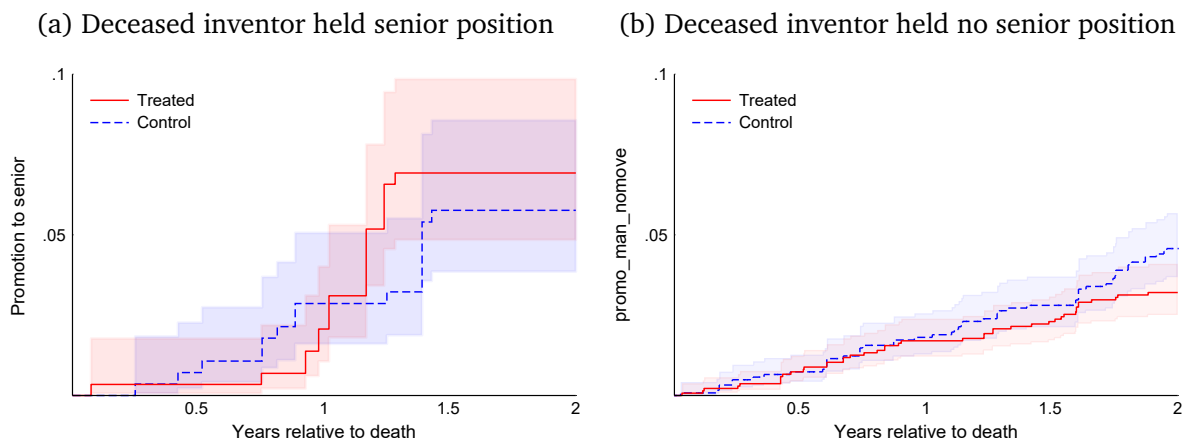 (a) Deceased inventor held senior position
.1
Treated
Control
.05
Promotion to senior
0.5
1
1.5
2
Years relative to death
(b) Deceased inventor held no senior position
.1
Treated
Control
.05
promo_man_nomove
0.5
1
1.5
2
Years relative to death